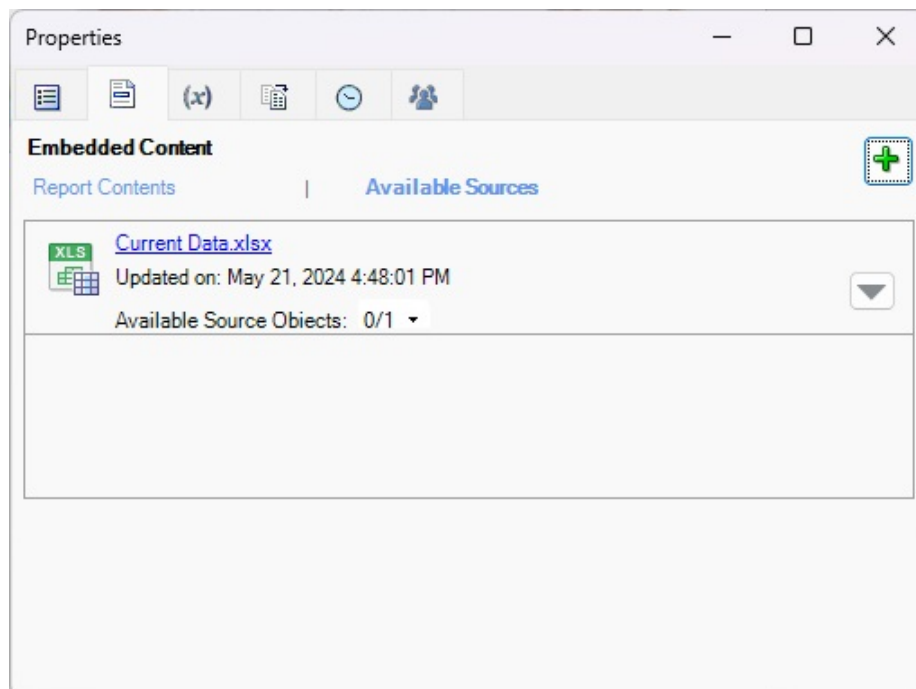 Properties
(x)
Embedded Content
Report Contents | Available Sources
XLS
Current Data.xlsx
Updated on: May 21, 2024 4:48:01 PM
Available Source Objects: 0/1